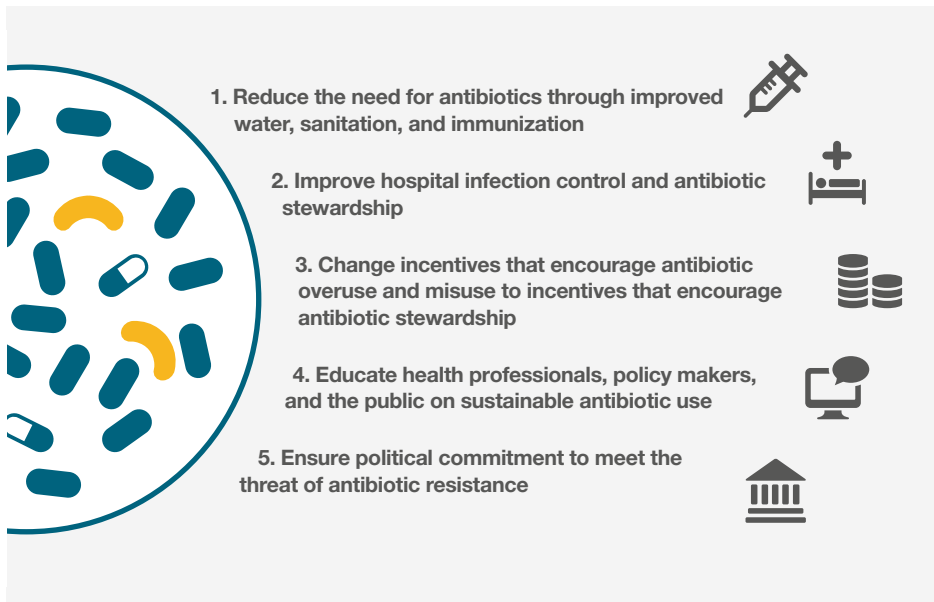 1. Reduce the need for antibiotics through improved
water, sanitation, and immunization
2. Improve hospital infection control and antibiotic
stewardship
3. Change incentives that encourage antibiotic
overuse and misuse to incentives that encourage
antibiotic stewardship
4. Educate health professionals, policy makers,
and the public on sustainable antibiotic use
5. Ensure political commitment to meet the
threat of antibiotic resistance